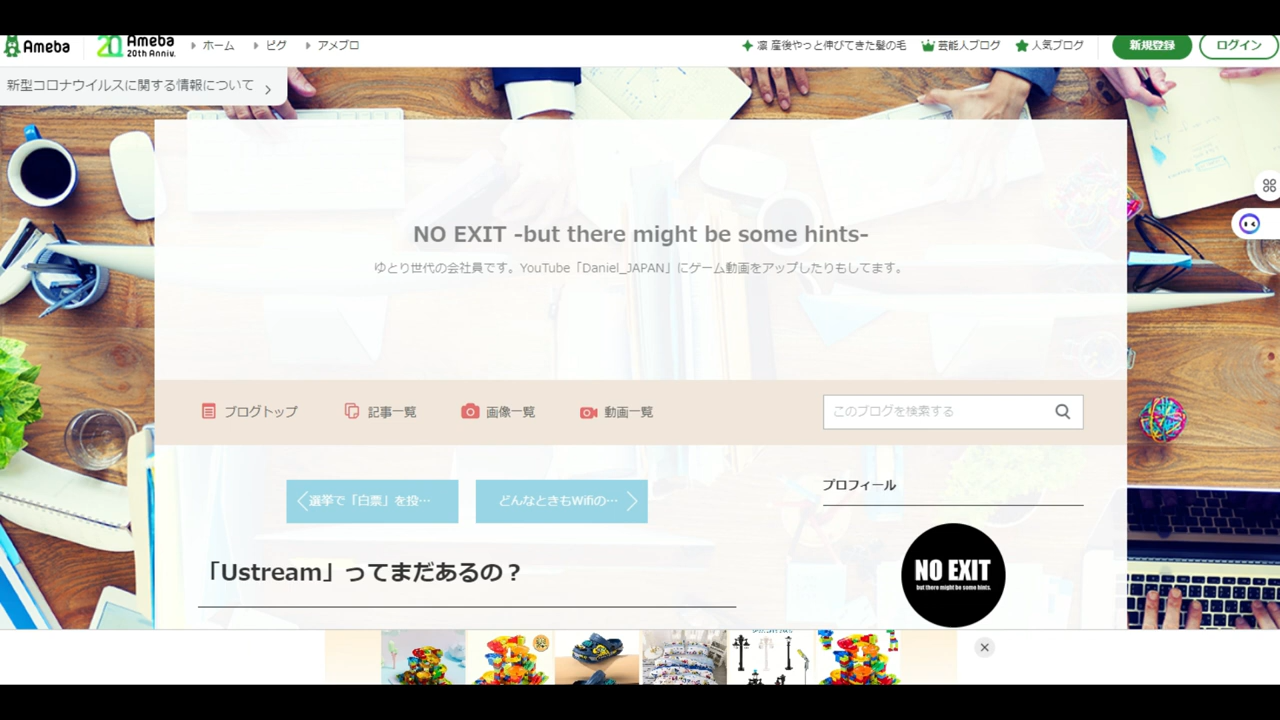 Ameba
20 Ameba
20th Anniv.
ホーム
ピグ
アメブロ
凛 産後やっと伸びてきた髪の毛
芸能人ブログ
人気ブログ
新規登録
ログイン
新型コロナウイルスに関する情報について
NO EXIT -but there might be some hints-
ゆとり世代の会社員です。YouTube「Daniel_JAPAN」にゲーム動画をアップしたりもしてます。
ブログトップ
記事一覧
画像一覧
動画一覧
このブログを検索する
選挙で「白票」を投…
どんなときもWifiの…
プロフィール
「Ustream」ってまだあるの？
NO EXIT
but there might be some hints.